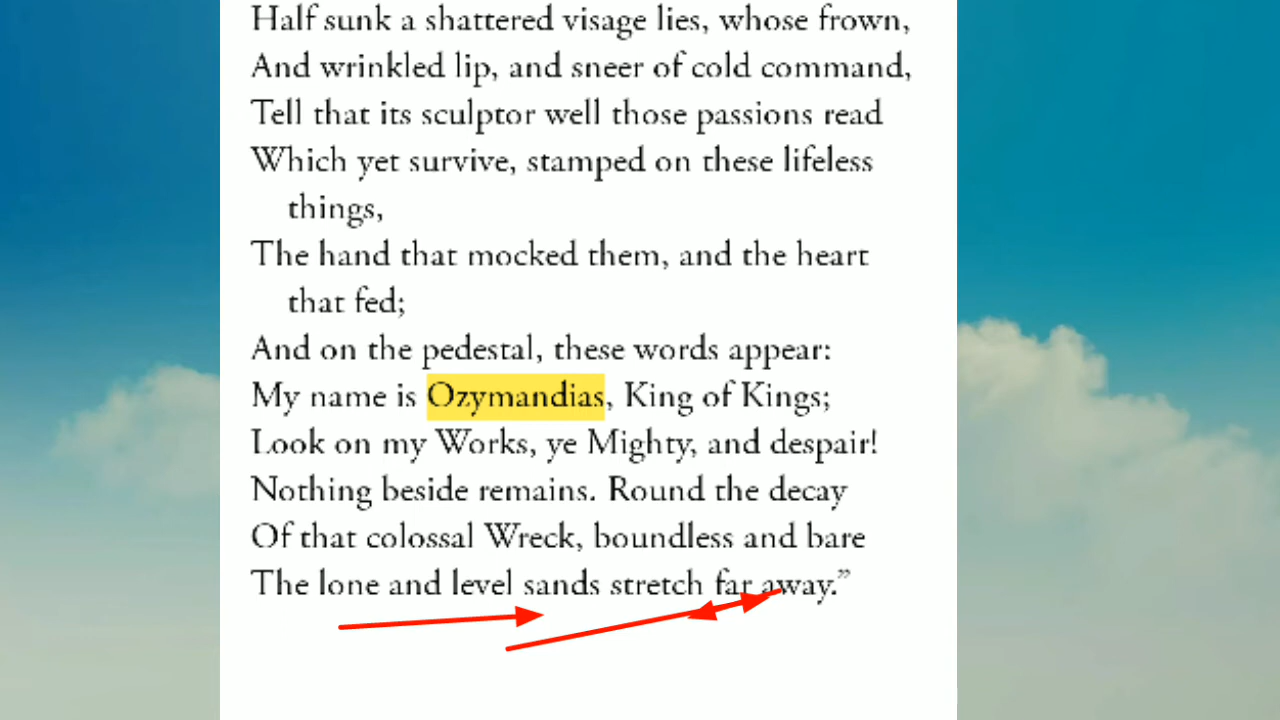 Half sunk a shattered visage lies, whose frown,
And wrinkled lip, and sneer of cold command,
Tell that its sculptor well those passions read
Which yet survive, stamped on these lifeless
things,
The hand that mocked them, and the heart
that fed;
And on the pedestal, these words appear:
My name is Ozymandias, King of Kings;
Look on my Works, ye Mighty, and despair!
Nothing beside remains. Round the decay
Of that colossal Wreck, boundless and bare
The lone and level sands stretch far away.”